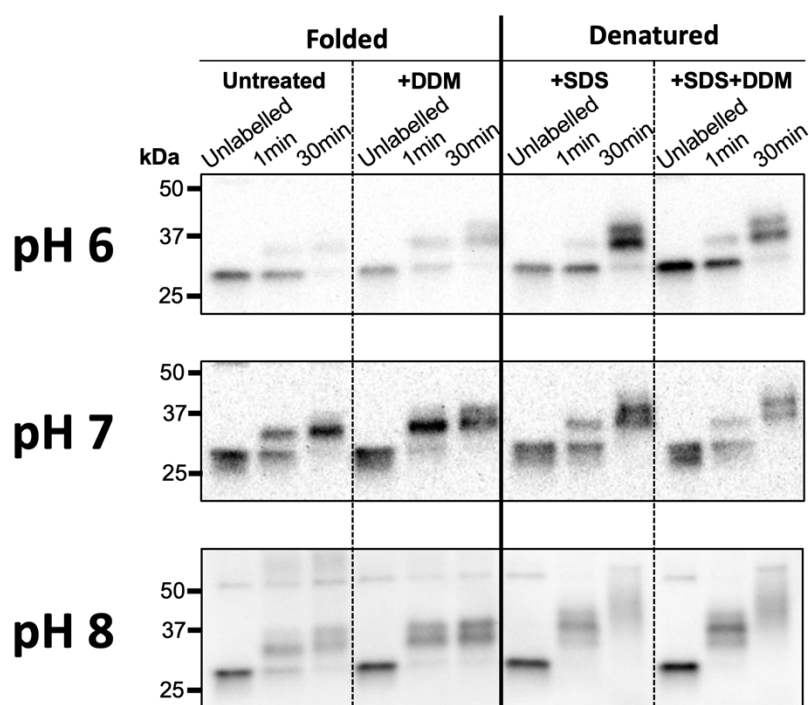 Folded Denatured
Untreated +DDM +SDS +SDS+DDM
kDa Unlabelled 1min 30min Unlabelled 1min 30min Unlabelled 1min 30min Unlabelled 1min 30min
50
pH 6 37
25
50
pH 7 37
25
50
pH 8 37
25